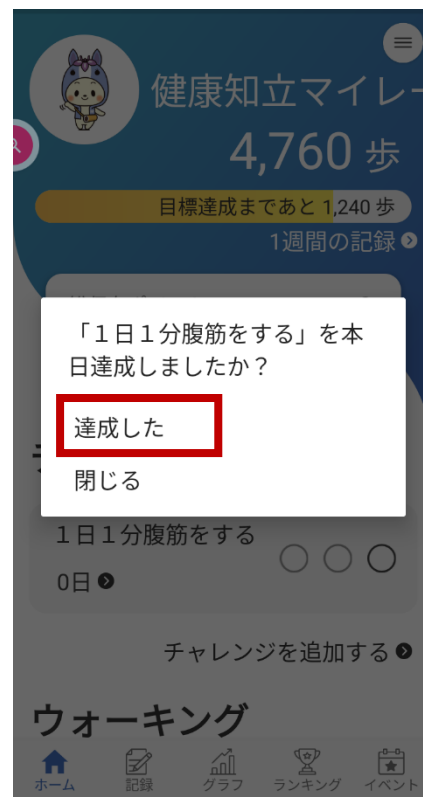 健康知立マイレー
4,760 歩
目標達成まであと 1,240 歩
1週間の記録
「１日１分腹筋をする」を本
日達成しましたか？
達成した
閉じる
１日１分腹筋をする
0日
チャレンジを追加する
ウォーキング
ホーム 記録 グラフ ランキング イベント